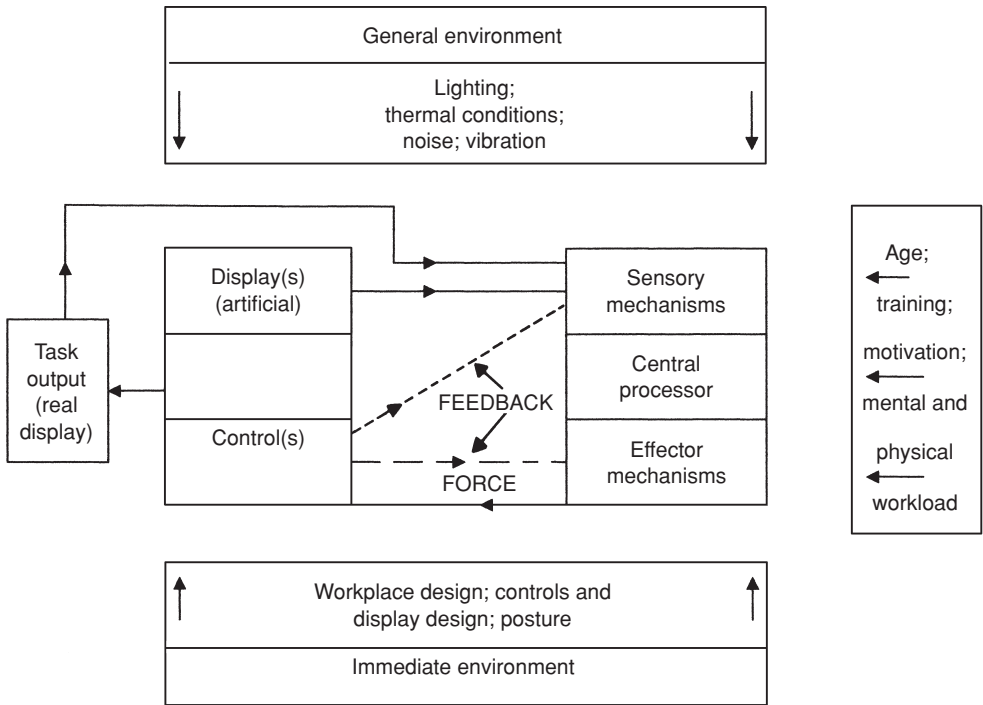 General environment
Lighting;
thermal conditions;
noise; vibration
Display(s)
(artificial)
Sensory
mechanisms
Task
output
(real
display)
Central
processor
FEEDBACK
Control(s)
Effector
mechanisms
FORCE
Age;
training;
motivation;
mental and
physical
workload
Workplace design; controls and
display design; posture
Immediate environment